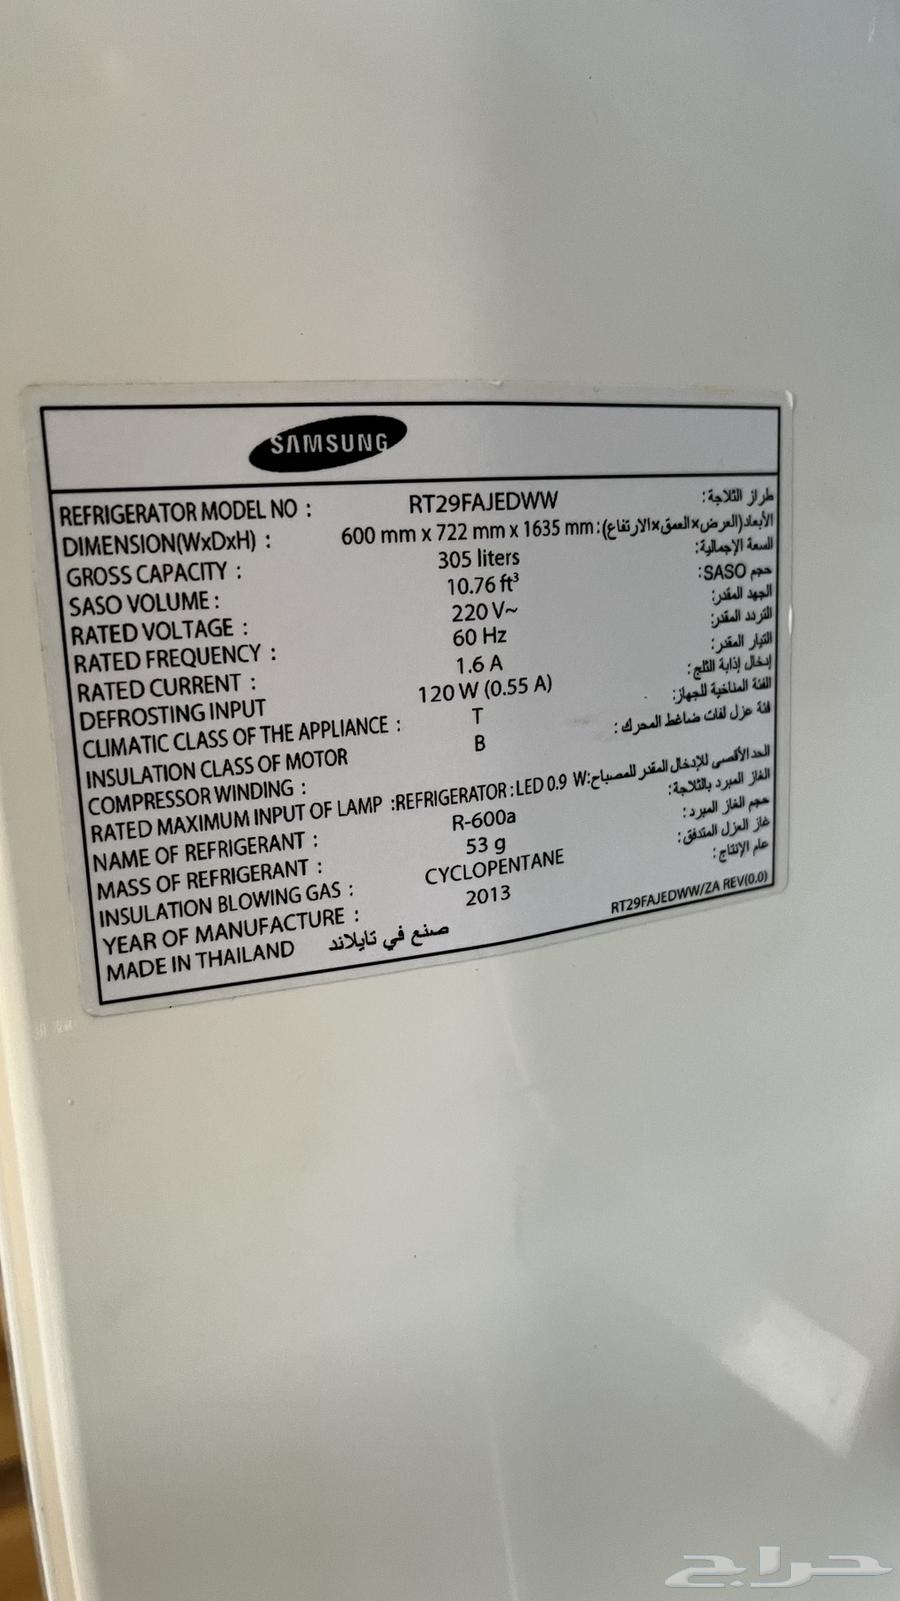 SAMSUNG
REFRIGERATOR MODEL NO : RT29FAJEDWW طراز الثلاجة:
DIMENSION(WxDxH) : 600 mm x 722 mm x 1635 mm الأبعاد(العرض×العمق×الارتفاع):
GROSS CAPACITY : 305 liters السعة الإجمالية:
SASO VOLUME : 10.76 ft³ حجم SASO:
RATED VOLTAGE : 220 V~ الجهد المقدر:
RATED FREQUENCY : 60 Hz التردد المقدر:
RATED CURRENT : 1.6 A التيار المقدر:
DEFROSTING INPUT 120 W (0.55 A) إدخال إذابة الثلج:
CLIMATIC CLASS OF THE APPLIANCE : T الفئة المناخية للجهاز:
INSULATION CLASS OF MOTOR B فئة عزل لفات ضاغط المحرك :
COMPRESSOR WINDING :
RATED MAXIMUM INPUT OF LAMP :REFRIGERATOR : LED 0.9 W الحد الأقصى للإدخال المقدر للمصباح:
NAME OF REFRIGERANT : R-600a الغاز المبرد بالثلاجة:
MASS OF REFRIGERANT : 53 g حجم الغاز المبرد:
INSULATION BLOWING GAS : CYCLOPENTANE غاز العزل المتدفق:
YEAR OF MANUFACTURE : 2013 عام الإنتاج:
MADE IN THAILAND صنع في تايلاند RT29FAJEDWW/ZA REV(0.0)
حراج